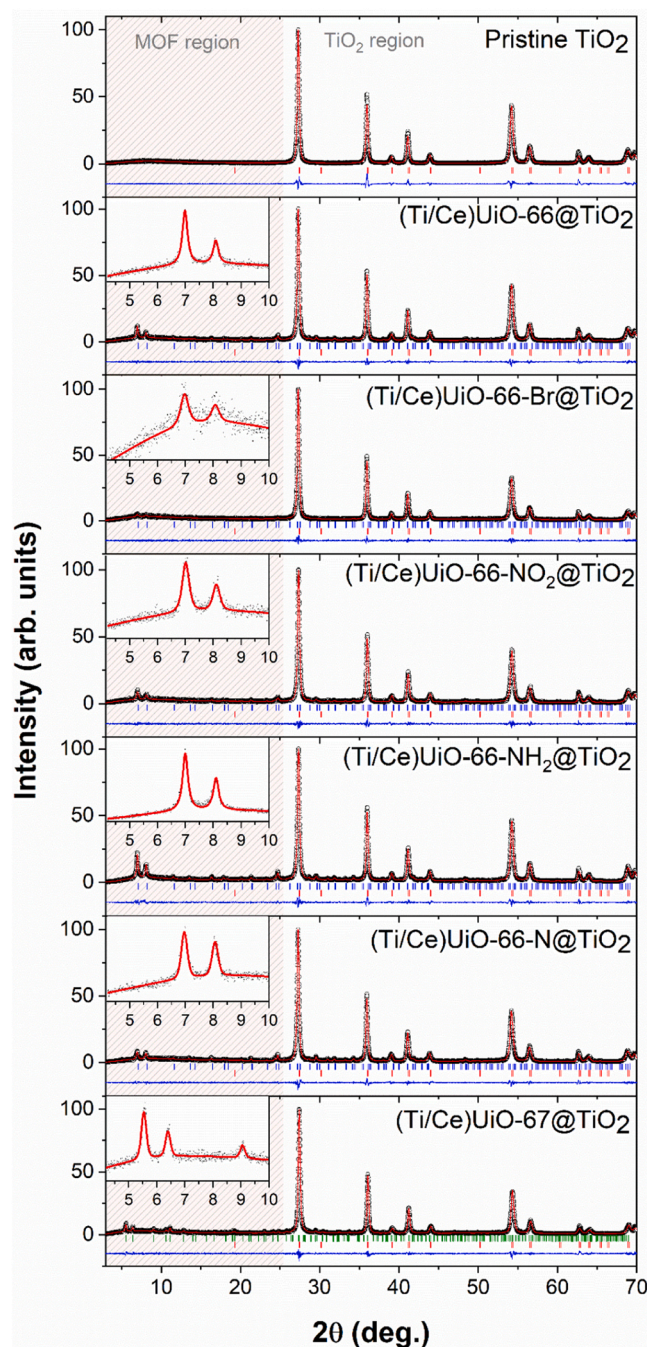 MOF region
TiO2 region
Pristine TiO2
100
50
0
(Ti/Ce)UiO-66@TiO2
100
50
0
5 6 7 8 9 10
(Ti/Ce)UiO-66-Br@TiO2
100
50
0
5 6 7 8 9 10
(Ti/Ce)UiO-66-NO2@TiO2
100
50
0
5 6 7 8 9 10
(Ti/Ce)UiO-66-NH2@TiO2
100
50
0
5 6 7 8 9 10
(Ti/Ce)UiO-66-N@TiO2
100
50
0
5 6 7 8 9 10
(Ti/Ce)UiO-67@TiO2
100
50
0
5 6 7 8 9 10
10 20 30 40 50 60 70
2θ (deg.)
Intensity (arb. units)